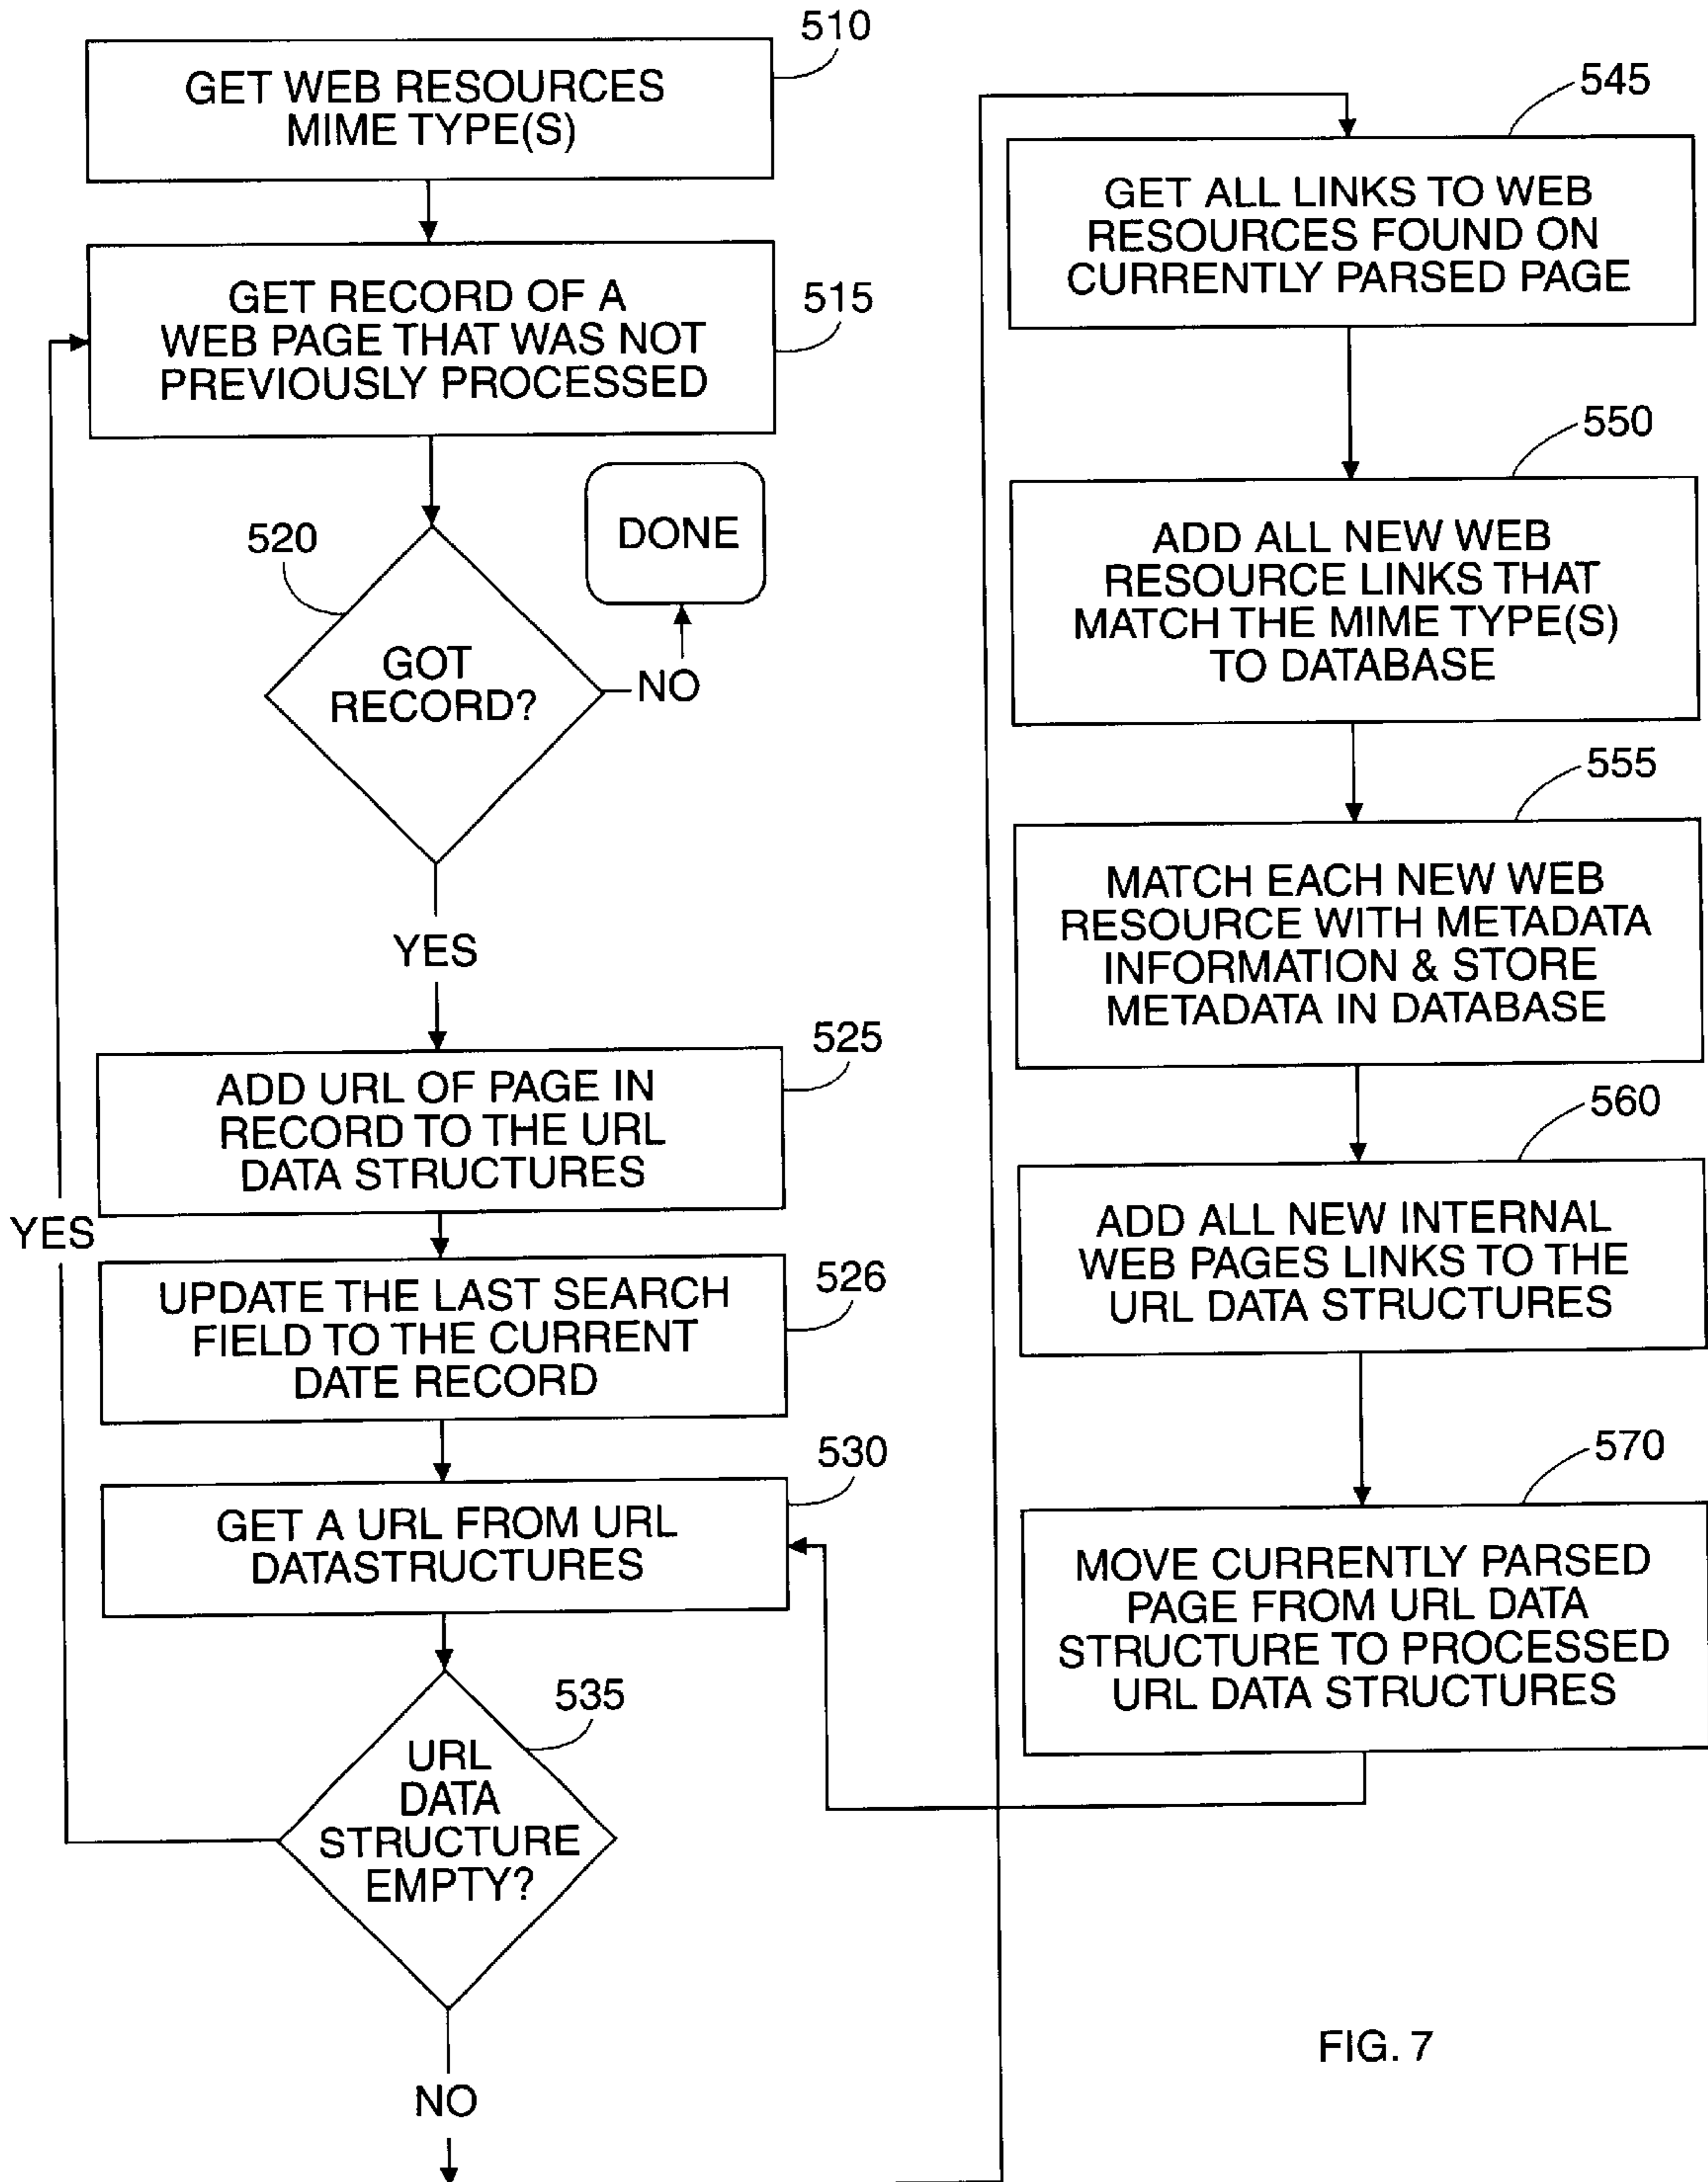 510
GET WEB RESOURCES
MIME TYPE(S)
515
GET RECORD OF A
WEB PAGE THAT WAS NOT
PREVIOUSLY PROCESSED
520
GOT
RECORD?
NO
DONE
YES
525
ADD URL OF PAGE IN
RECORD TO THE URL
DATA STRUCTURES
526
UPDATE THE LAST SEARCH
FIELD TO THE CURRENT
DATE RECORD
530
GET A URL FROM URL
DATASTRUCTURES
535
URL
DATA
STRUCTURE
EMPTY?
YES
NO
545
GET ALL LINKS TO WEB
RESOURCES FOUND ON
CURRENTLY PARSED PAGE
550
ADD ALL NEW WEB
RESOURCE LINKS THAT
MATCH THE MIME TYPE(S)
TO DATABASE
555
MATCH EACH NEW WEB
RESOURCE WITH METADATA
INFORMATION & STORE
METADATA IN DATABASE
560
ADD ALL NEW INTERNAL
WEB PAGES LINKS TO THE
URL DATA STRUCTURES
570
MOVE CURRENTLY PARSED
PAGE FROM URL DATA
STRUCTURE TO PROCESSED
URL DATA STRUCTURES
FIG. 7